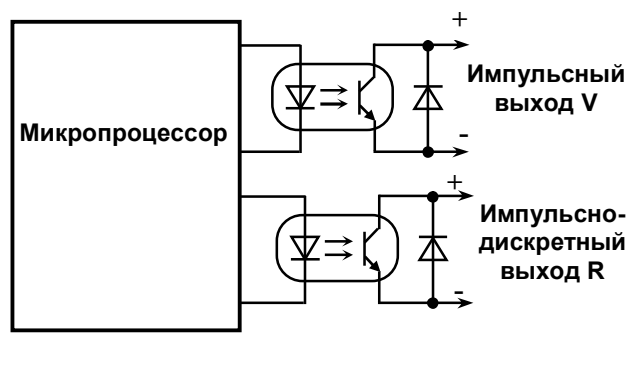 Микропроцессор
+
Импульсный
выход V
-
+
Импульсно-
дискретный
выход R
-